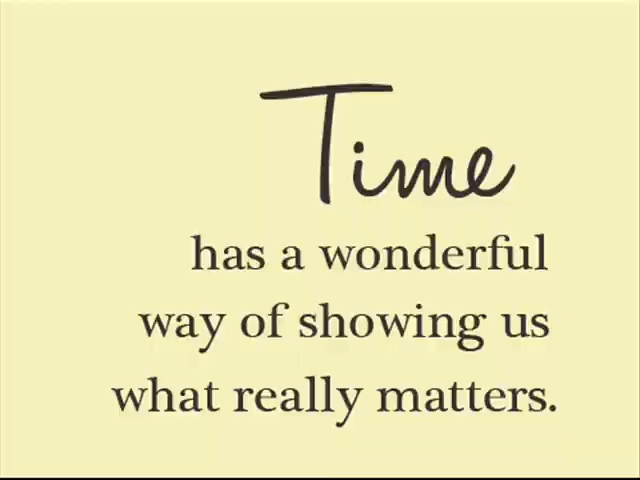 Time
has a wonderful
way of showing us
what really matters.